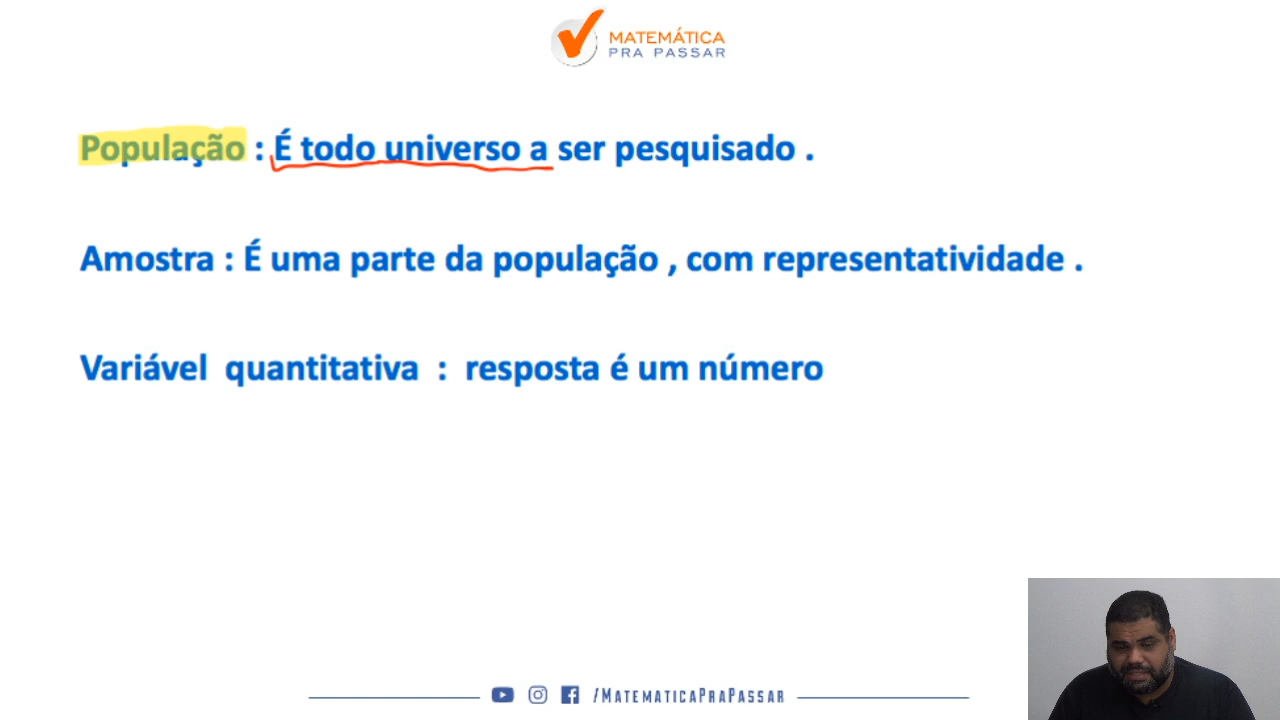 MATEMÁTICA
PRA PASSAR
População : É todo universo a ser pesquisado .
Amostra : É uma parte da população , com representatividade .
Variável quantitativa : resposta é um número
/MATEMATICAPRAPASSAR